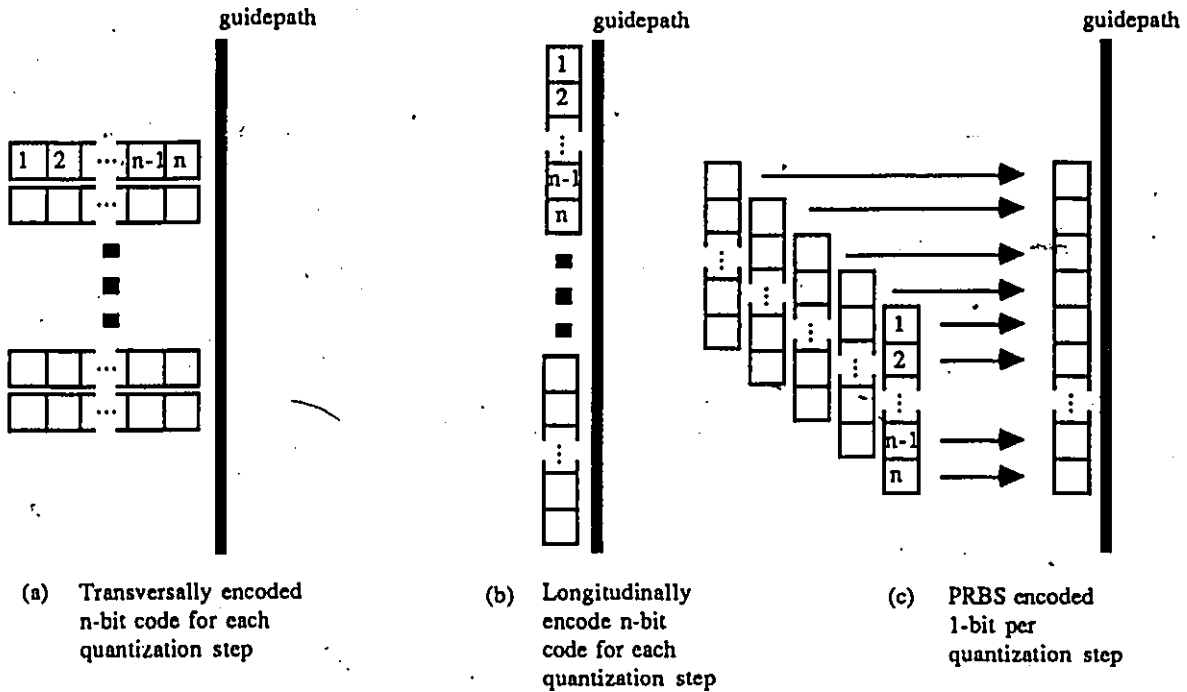 guidepath
guidepath
guidepath
1 2 ... n-1 n
...
...
...
1
2
...
n-1
n
...
...
...
...
...
1
2
...
n-1
n
...
(a) Transversally encoded
n-bit code for each
quantization step
(b) Longitudinally
encode n-bit
code for each
quantization step
(c) PRBS encoded
1-bit per
quantization step